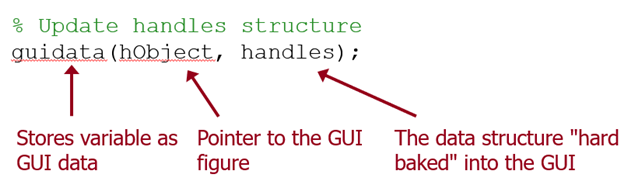 % Update handles structure
guidata(hObject, handles);
Stores variable as
GUI data
Pointer to the GUI
figure
The data structure "hard
baked" into the GUI